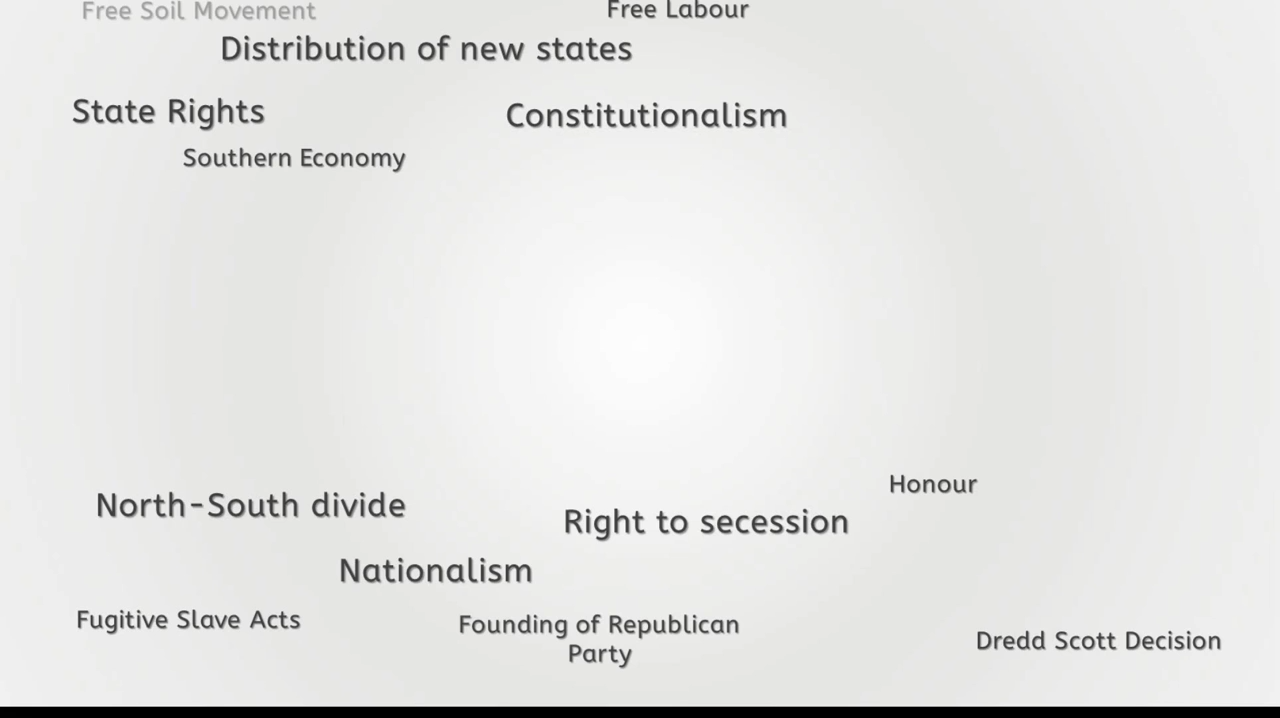 Free Soil Movement
Free Labour
Distribution of new states
State Rights
Constitutionalism
Southern Economy
Honour
North-South divide
Right to secession
Nationalism
Fugitive Slave Acts
Founding of Republican
Party
Dredd Scott Decision